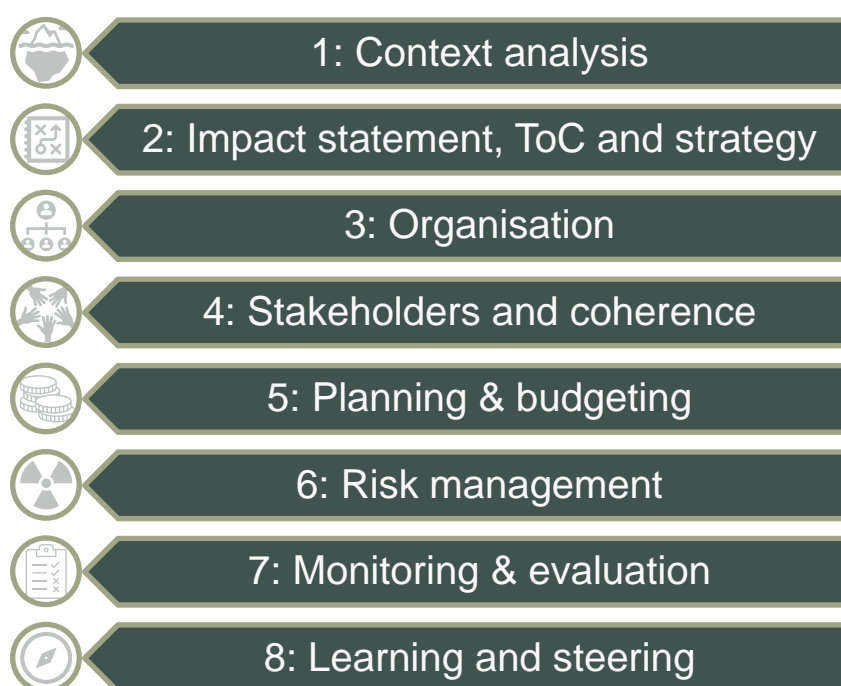 1: Context analysis
2: Impact statement, ToC and strategy
3: Organisation
4: Stakeholders and coherence
5: Planning & budgeting
6: Risk management
7: Monitoring & evaluation
8: Learning and steering